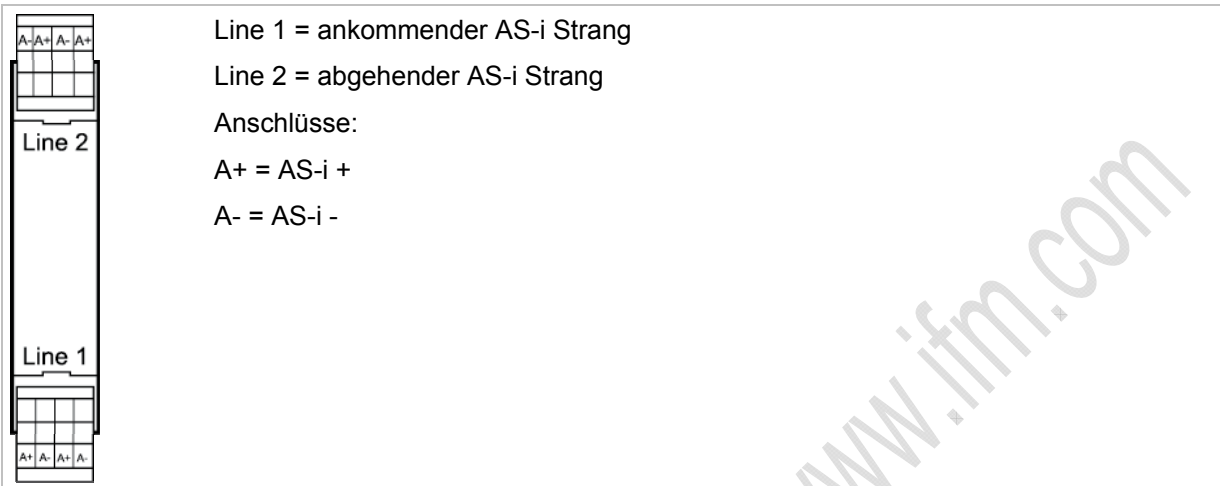 A- A+ A- A+
Line 1 = ankommender AS-i Strang
Line 2 = abgehender AS-i Strang
Anschlüsse:
Line 2
A+ = AS-i +
A- = AS-i -
Line 1
A+ A- A+ A-
www.ifm.com